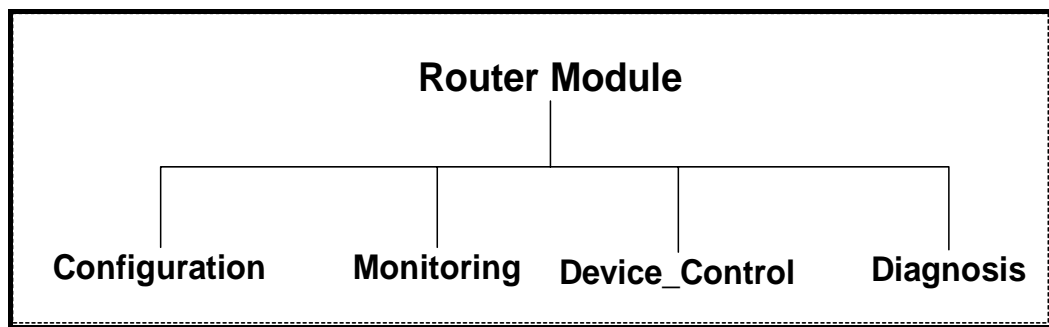 Router Module
Configuration Monitoring Device_Control Diagnosis